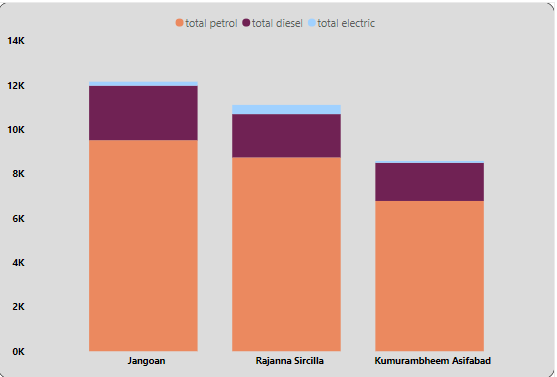 total petrol total diesel total electric
14K
12K
10K
8K
6K
4K
2K
0K
Jangoan Rajanna Sircilla Kumurambheem Asifabad